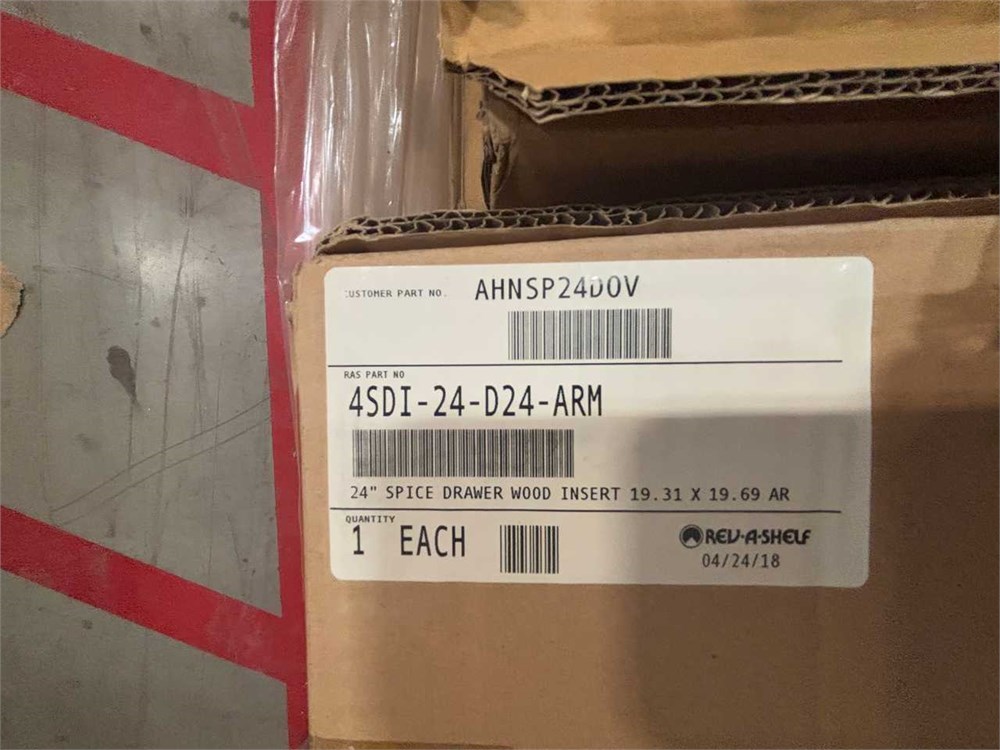 CUSTOMER PART NO. AHNSP24DOV
RAS PART NO
4SDI-24-D24-ARM
24" SPICE DRAWER WOOD INSERT 19.31 X 19.69 AR
QUANTITY
1 EACH
REV-A-SHELF
04/24/18